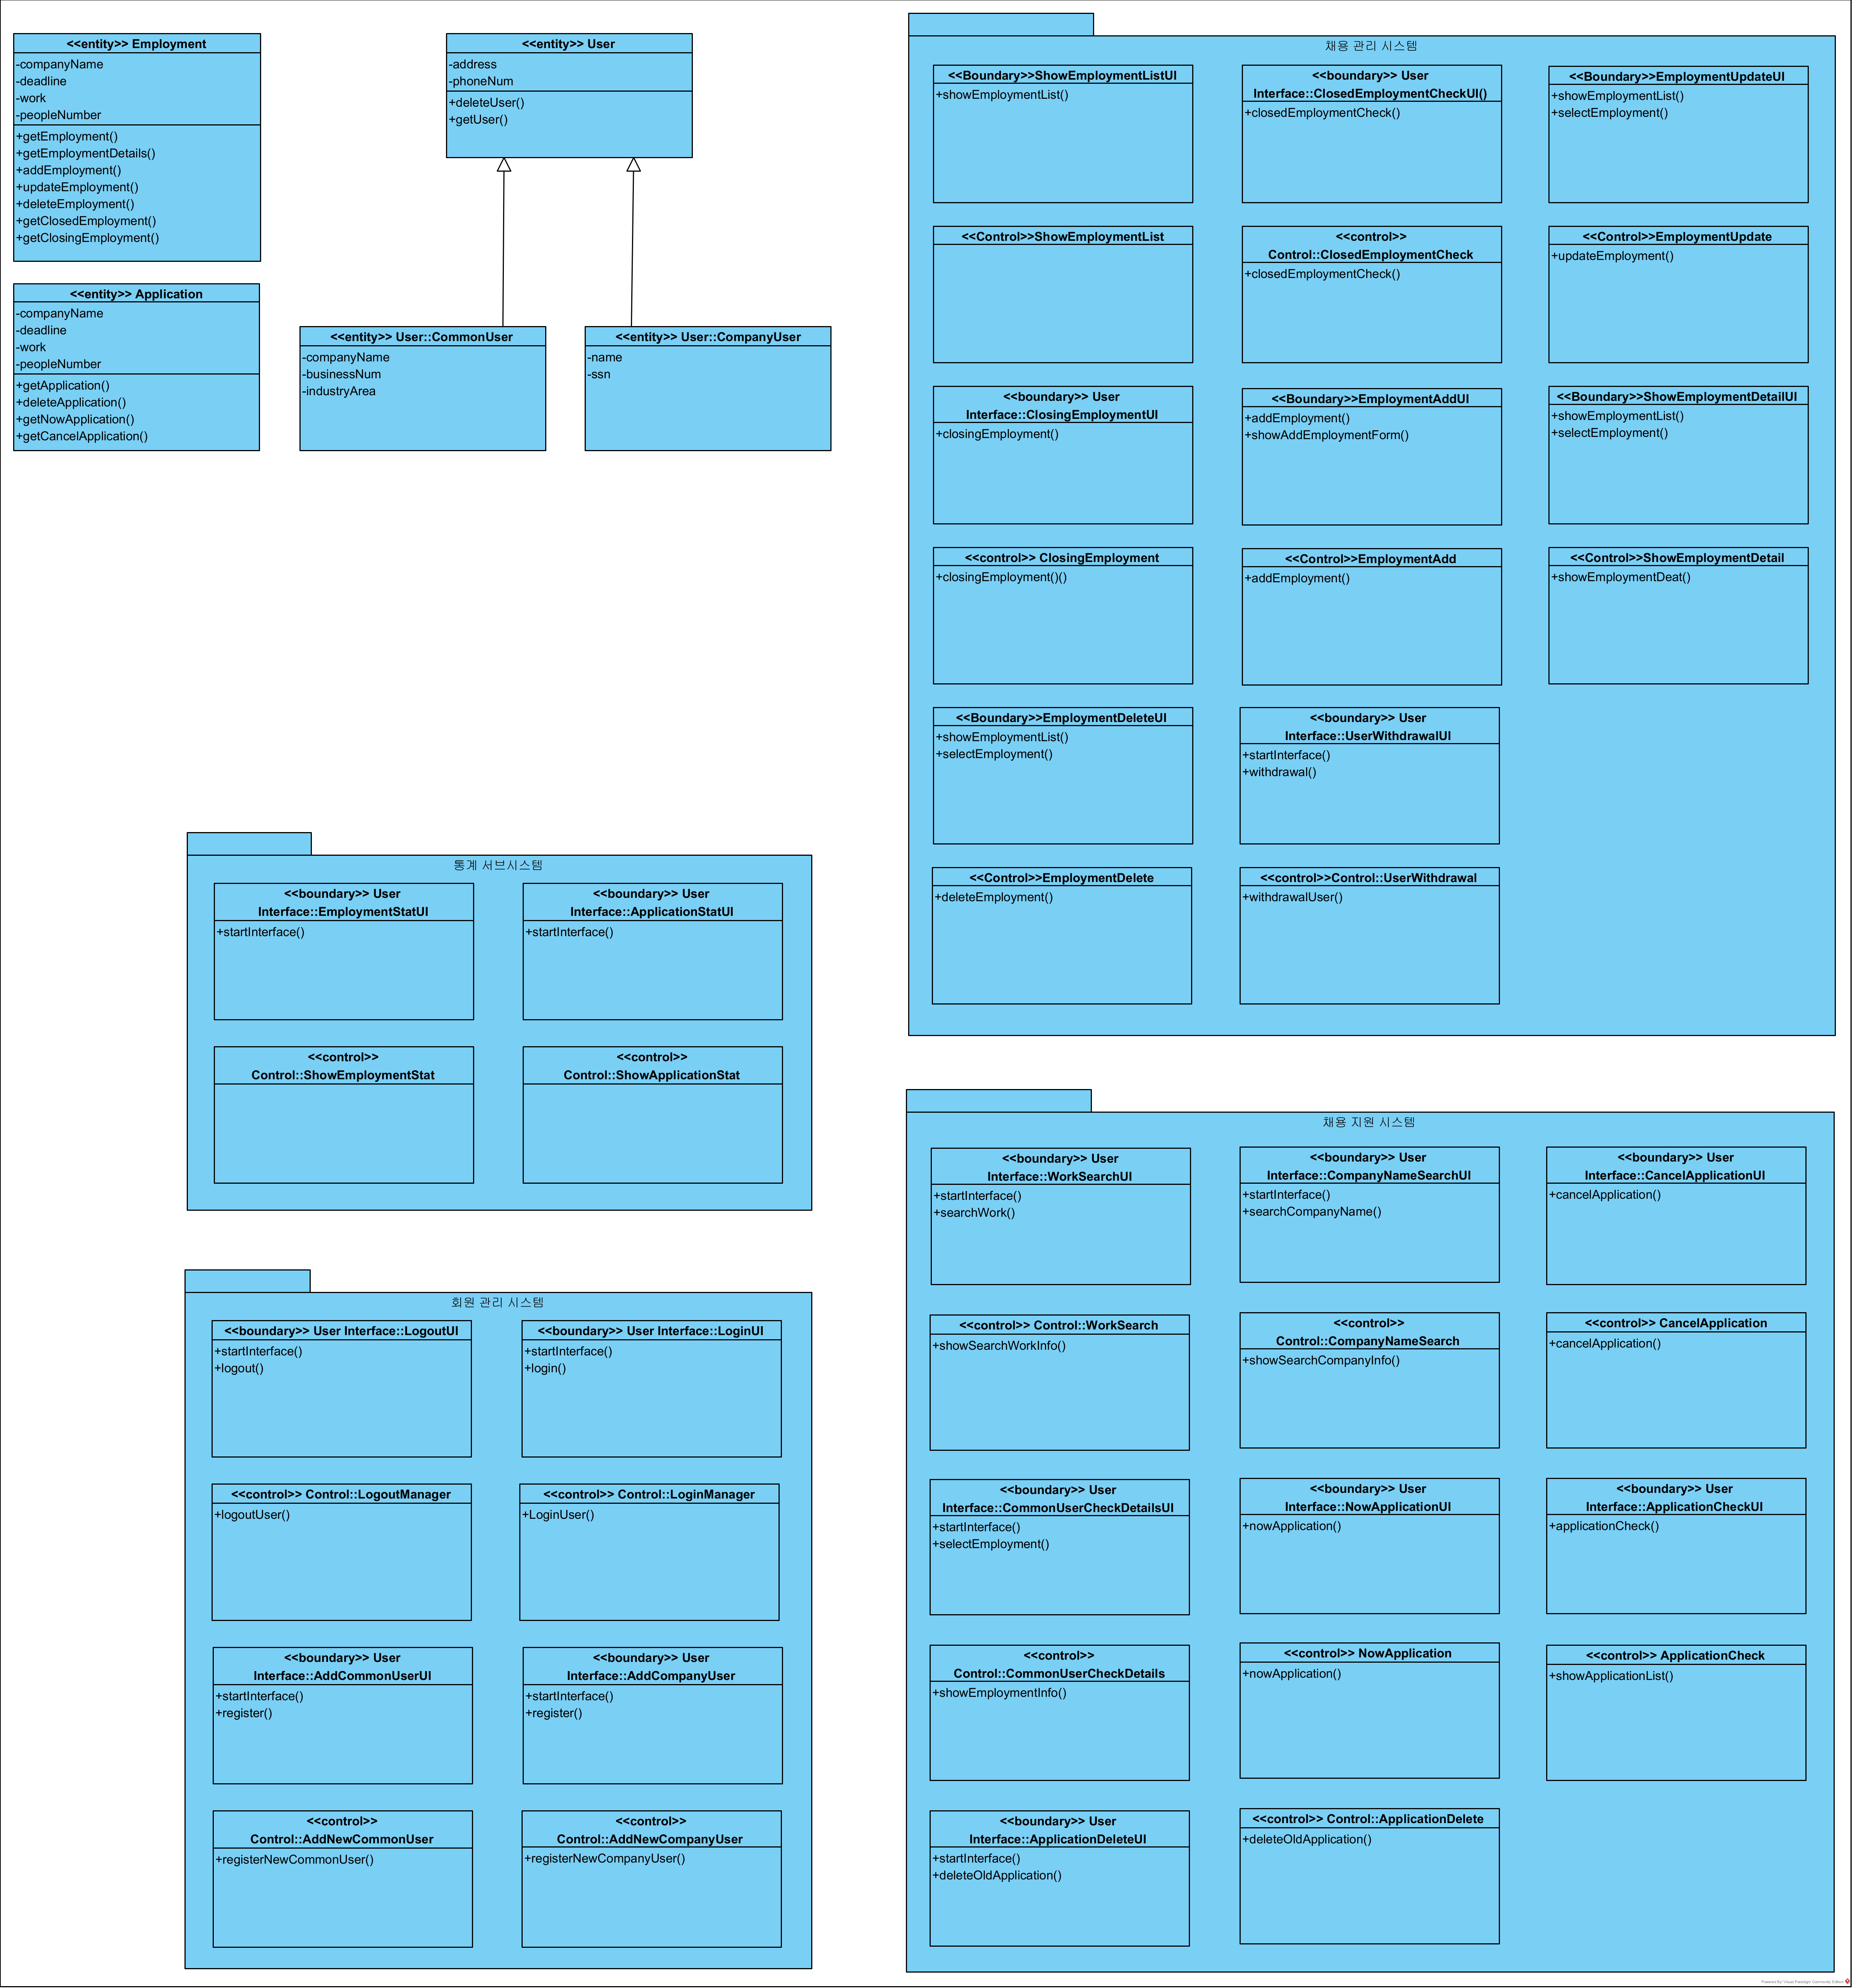 <<entity>> Employment
-companyName
-deadline
-work
-peopleNumber
+getEmployment()
+getEmploymentDetails()
+addEmployment()
+updateEmployment()
+deleteEmployment()
+getClosedEmployment()
+getClosingEmployment()
<<entity>> Application
-companyName
-deadline
-work
-peopleNumber
+getApplication()
+deleteApplication()
+getNowApplication()
+getCancelApplication()
<<entity>> User
-address
-phoneNum
+deleteUser()
+getUser()
<<entity>> User::CommonUser
-companyName
-businessNum
-industryArea
<<entity>> User::CompanyUser
-name
-ssn
채용 관리 시스템
<<Boundary>>ShowEmploymentListUI
+showEmploymentList()
<<boundary>> User
Interface::ClosedEmploymentCheckUI()
+closedEmploymentCheck()
<<Boundary>>EmploymentUpdateUI
+showEmploymentList()
+selectEmployment()
<<Control>>ShowEmploymentList
<<control>>
Control::ClosedEmploymentCheck
+closedEmploymentCheck()
<<Control>>EmploymentUpdate
+updateEmployment()
<<boundary>> User
Interface::ClosingEmploymentUI
+closingEmployment()
<<Boundary>>EmploymentAddUI
+addEmployment()
+showAddEmploymentForm()
<<Boundary>>ShowEmploymentDetailUI
+showEmploymentList()
+selectEmployment()
<<control>> ClosingEmployment
+closingEmployment()()
<<Control>>EmploymentAdd
+addEmployment()
<<Control>>ShowEmploymentDetail
+showEmploymentDeat()
<<Boundary>>EmploymentDeleteUI
+showEmploymentList()
+selectEmployment()
<<boundary>> User
Interface::UserWithdrawalUI
+startInterface()
+withdrawal()
<<Control>>EmploymentDelete
+deleteEmployment()
<<control>>Control::UserWithdrawal
+withdrawalUser()
통계 서브시스템
<<boundary>> User
Interface::EmploymentStatUI
+startInterface()
<<boundary>> User
Interface::ApplicationStatUI
+startInterface()
<<control>>
Control::ShowEmploymentStat
<<control>>
Control::ShowApplicationStat
회원 관리 시스템
<<boundary>> User Interface::LogoutUI
+startInterface()
+logout()
<<boundary>> User Interface::LoginUI
+startInterface()
+login()
<<control>> Control::LogoutManager
+logoutUser()
<<control>> Control::LoginManager
+LoginUser()
<<boundary>> User
Interface::AddCommonUserUI
+startInterface()
+register()
<<boundary>> User
Interface::AddCompanyUser
+startInterface()
+register()
<<control>>
Control::AddNewCommonUser
+registerNewCommonUser()
<<control>>
Control::AddNewCompanyUser
+registerNewCompanyUser()
채용 지원 시스템
<<boundary>> User
Interface::WorkSearchUI
+startInterface()
+searchWork()
<<boundary>> User
Interface::CompanyNameSearchUI
+startInterface()
+searchCompanyName()
<<boundary>> User
Interface::CancelApplicationUI
+cancelApplication()
<<control>> Control::WorkSearch
+showSearchWorkInfo()
<<control>>
Control::CompanyNameSearch
+showSearchCompanyInfo()
<<control>> CancelApplication
+cancelApplication()
<<boundary>> User
Interface::CommonUserCheckDetailsUI
+startInterface()
+selectEmployment()
<<boundary>> User
Interface::NowApplicationUI
+nowApplication()
<<boundary>> User
Interface::ApplicationCheckUI
+applicationCheck()
<<control>>
Control::CommonUserCheckDetails
+showEmploymentInfo()
<<control>> NowApplication
+nowApplication()
<<control>> ApplicationCheck
+showApplicationList()
<<boundary>> User
Interface::ApplicationDeleteUI
+startInterface()
+deleteOldApplication()
<<control>> Control::ApplicationDelete
+deleteOldApplication()
Powered By Visual Paradigm Community Edition